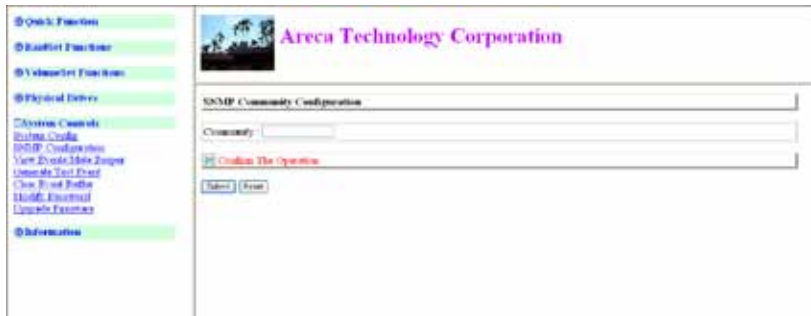 Quick Function
RaidSet Functions
VolumeSet Functions
Physical Drives
System Controls
System Config
SNMP Configuration
View Events/Mute Beeper
Generate Test Event
Clear Event Buffer
Modify Password
Upgrade Firmware
Information
Areca Technology Corporation
SNMP Community Configuration
Community
Confirm The Operation
Submit Reset